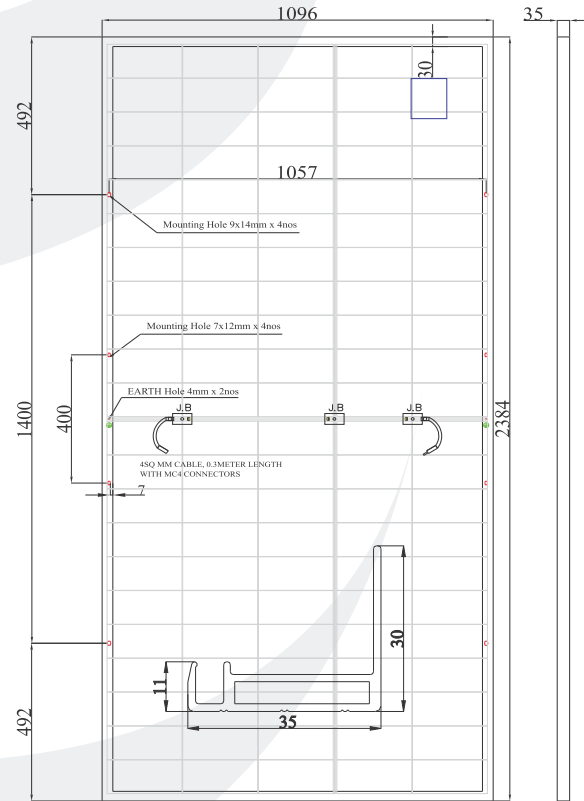 1096
35
30
492
1057
Mounting Hole 9x14mm x 4nos
Mounting Hole 7x12mm x 4nos
EARTH Hole 4mm x 2nos
J.B J.B J.B
1400
400
2384
4SQ MM CABLE, 0.3METER LENGTH
WITH MC4 CONNECTORS
7
30
11
35
492